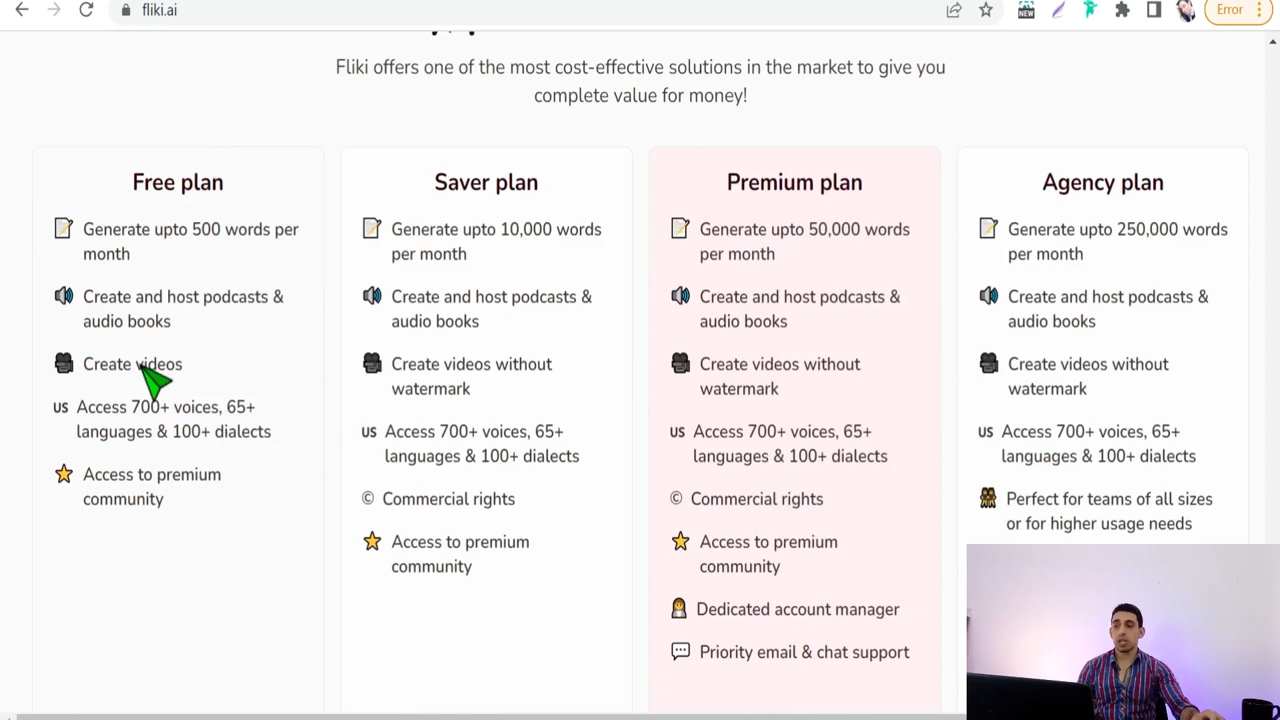 fliki.ai
NEW
Error
Fliki offers one of the most cost-effective solutions in the market to give you
complete value for money!
Free plan
Generate upto 500 words per
month
Create and host podcasts &
audio books
Create videos
US Access 700+ voices, 65+
languages & 100+ dialects
Access to premium
community
Saver plan
Generate upto 10,000 words
per month
Create and host podcasts &
audio books
Create videos without
watermark
US Access 700+ voices, 65+
languages & 100+ dialects
© Commercial rights
Access to premium
community
Premium plan
Generate upto 50,000 words
per month
Create and host podcasts &
audio books
Create videos without
watermark
US Access 700+ voices, 65+
languages & 100+ dialects
© Commercial rights
Access to premium
community
Dedicated account manager
Priority email & chat support
Agency plan
Generate upto 250,000 words
per month
Create and host podcasts &
audio books
Create videos without
watermark
US Access 700+ voices, 65+
languages & 100+ dialects
Perfect for teams of all sizes
or for higher usage needs